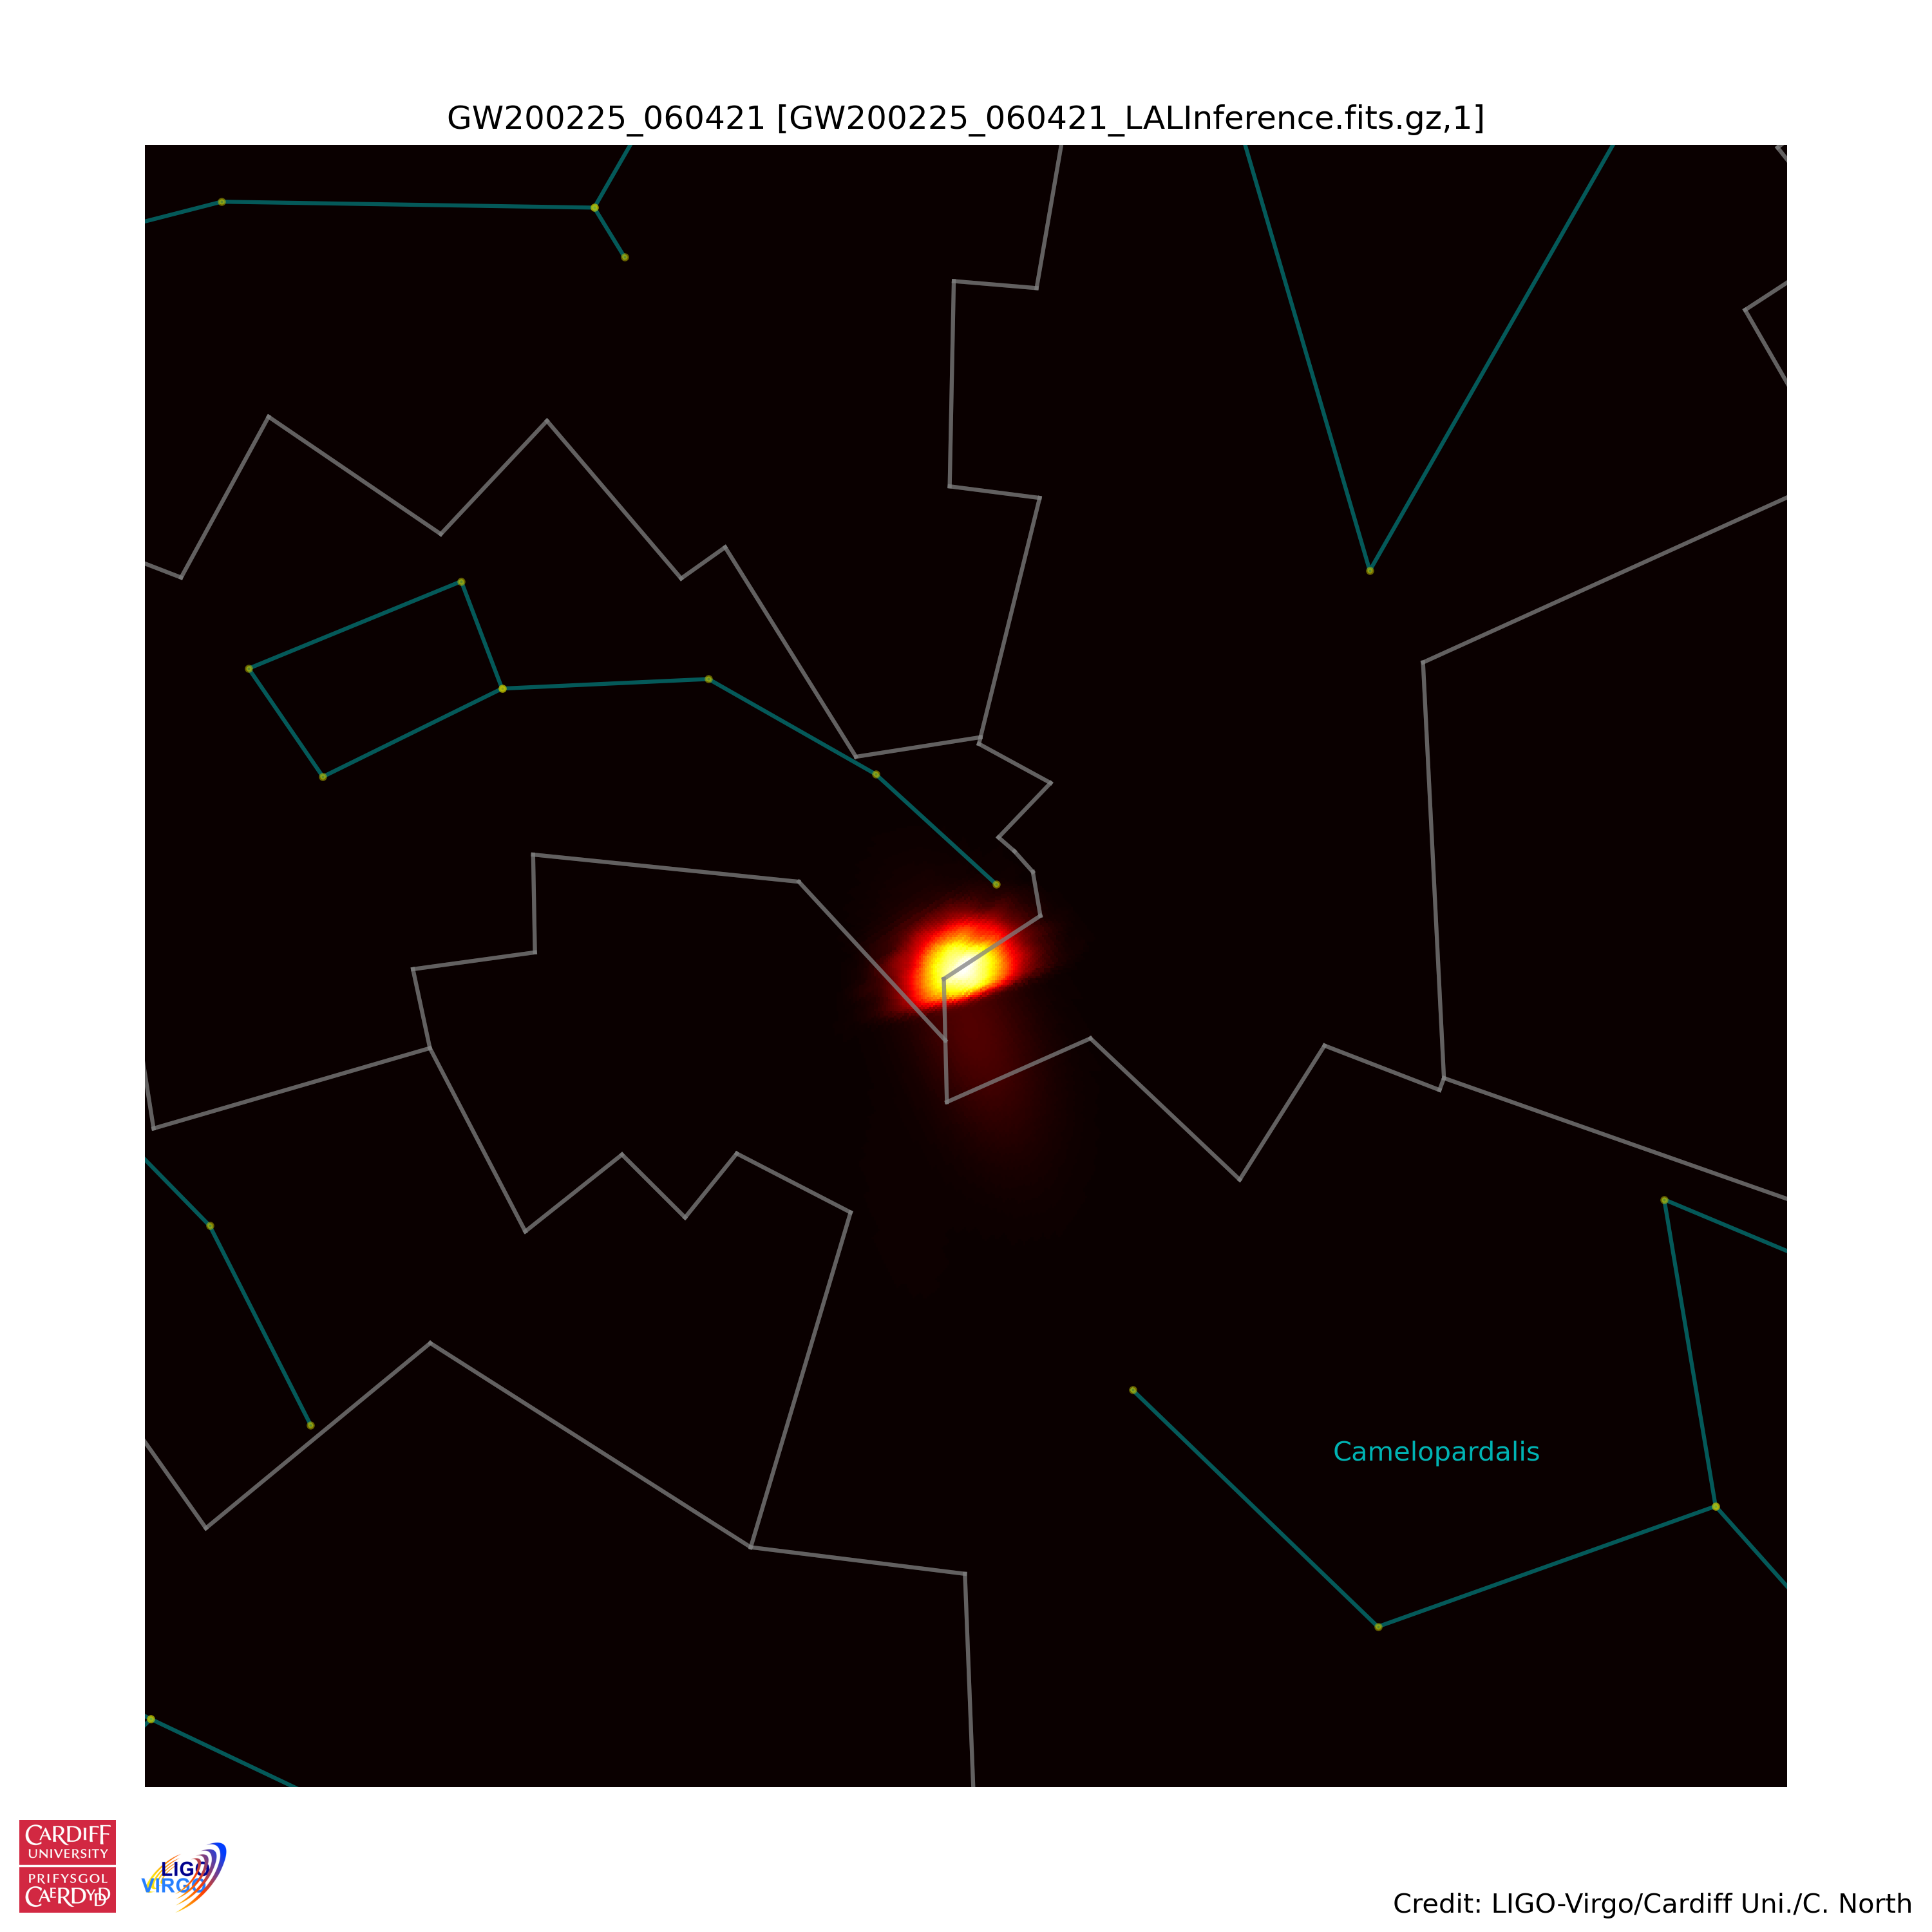 GW200225_060421 [GW200225_060421_LALInference.fits.gz,1]
Camelopardalis
CARDIFF
UNIVERSITY
PRIFYSGOL
CAERDYDD
LIGO
VIRGO
Credit: LIGO-Virgo/Cardiff Uni./C. North